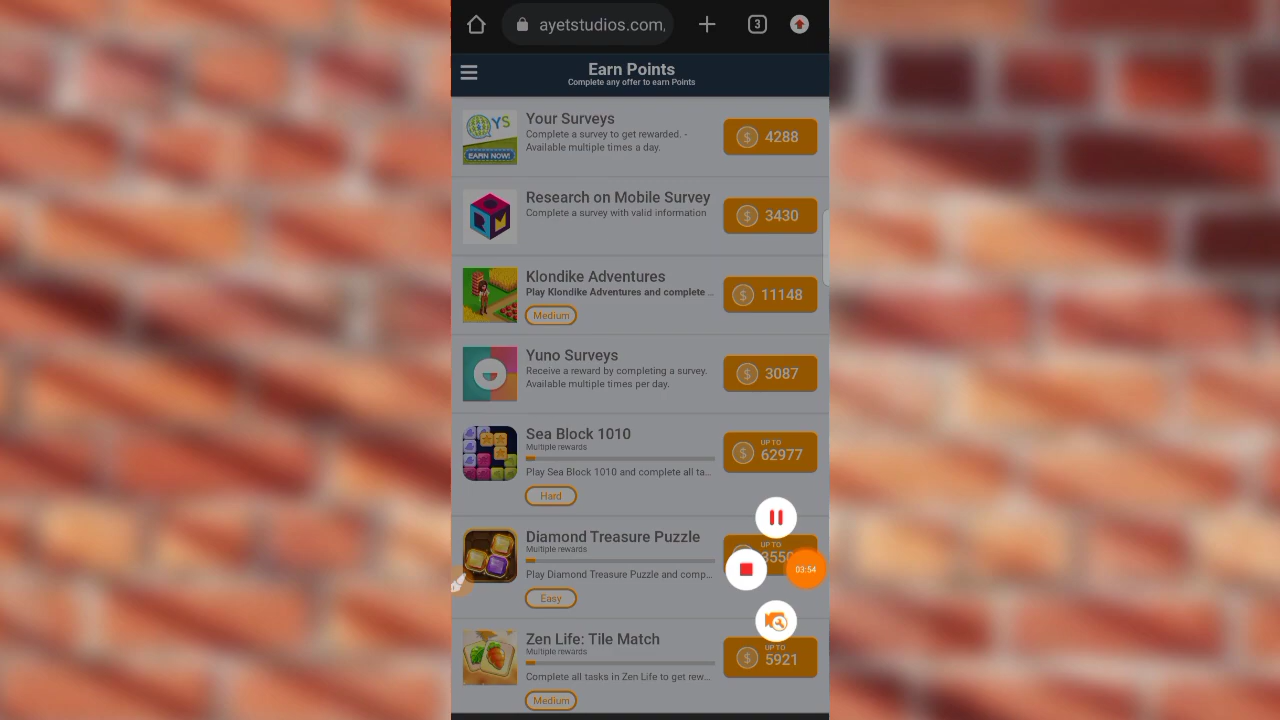 ayetstudios.com,
3
Earn Points
Complete any offer to earn Points
Your Surveys
Complete a survey to get rewarded. -
Available multiple times a day.
4288
YS
EARN NOW!
Research on Mobile Survey
Complete a survey with valid information
3430
R M
Klondike Adventures
Play Klondike Adventures and complete ..
Medium
11148
Yuno Surveys
Receive a reward by completing a survey.
Available multiple times per day.
3087
Sea Block 1010
Multiple rewards
Play Sea Block 1010 and complete all ta...
Hard
UP TO
62977
Diamond Treasure Puzzle
Multiple rewards
Play Diamond Treasure Puzzle and comp...
Easy
UP TO
03:54
Zen Life: Tile Match
Multiple rewards
Complete all tasks in Zen Life to get rew...
Medium
UP TO
5921